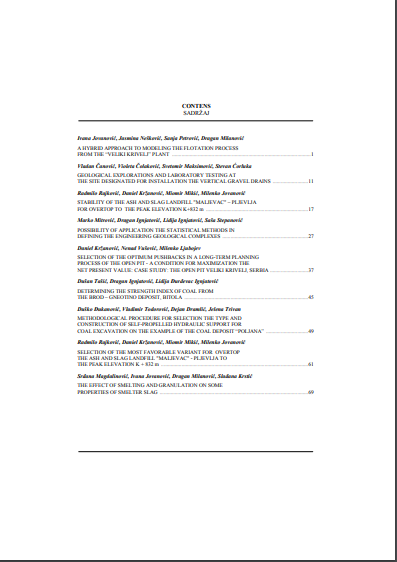 CONTENS
SADRŽAJ
Ivana Jovanović, Jasmina Nešković, Sanja Petrović, Dragan Milanović
A HYBRID APPROACH TO MODELING THE FLOTATION PROCESS
FROM THE "VELIKI KRIVELJ" PLANT ...1
Vladan Čanović, Violeta Čolaković, Svetomir Maksimović, Stevan Ćorluka
GEOLOGICAL EXPLORATIONS AND LABORATORY TESTING AT
THE SITE DESIGNATED FOR INSTALLATION THE VERTICAL GRAVEL DRAINS ...11
Radmilo Rajković, Daniel Kržanović, Miomir Mikić, Milenko Jovanović
STABILITY OF THE ASH AND SLAG LANDFILL "MALJEVAC" – PLJEVLJA
FOR OVERTOP TO THE PEAK ELEVATION K+832 m ...17
Marko Mitrović, Dragan Ignjatović, Lidija Ignjatović, Saša Stepanović
POSSIBILITY OF APPLICATION THE STATISTICAL METHODS IN
DEFINING THE ENGINEERING GEOLOGICAL COMPLEXES ...27
Daniel Kržanović, Nenad Vušović, Milenko Ljubojev
SELECTION OF THE OPTIMUM PUSHBACKS IN A LONG-TERM PLANNING
PROCESS OF THE OPEN PIT - A CONDITION FOR MAXIMIZATION THE
NET PRESENT VALUE: CASE STUDY: THE OPEN PIT VELIKI KRIVELJ, SERBIA ...37
Dušan Tašić, Dragan Ignjatović, Lidija Đurđevac Ignjatović
DETERMINING THE STRENGTH INDEX OF COAL FROM
THE BROD – GNEOTINO DEPOSIT, BITOLA ...45
Duško Đukanović, Vladimir Todorović, Dejan Dramlić, Jelena Trivan
METHODOLOGICAL PROCEDURE FOR SELECTION THE TYPE AND
CONSTRUCTION OF SELF-PROPELLED HYDRAULIC SUPPORT FOR
COAL EXCAVATION ON THE EXAMPLE OF THE COAL DEPOSIT "POLJANA" ...49
Radmilo Rajković, Daniel Kržanović, Miomir Mikić, Milenko Jovanović
SELECTION OF THE MOST FAVORABLE VARIANT FOR OVERTOP
THE ASH AND SLAG LANDFILL "MALJEVAC" - PLJEVLJA TO
THE PEAK ELEVATION K + 832 m ...61
Srđana Magdalinović, Ivana Jovanović, Dragan Milanović, Slađana Krstić
THE EFFECT OF SMELTING AND GRANULATION ON SOME
PROPERTIES OF SMELTER SLAG ...69